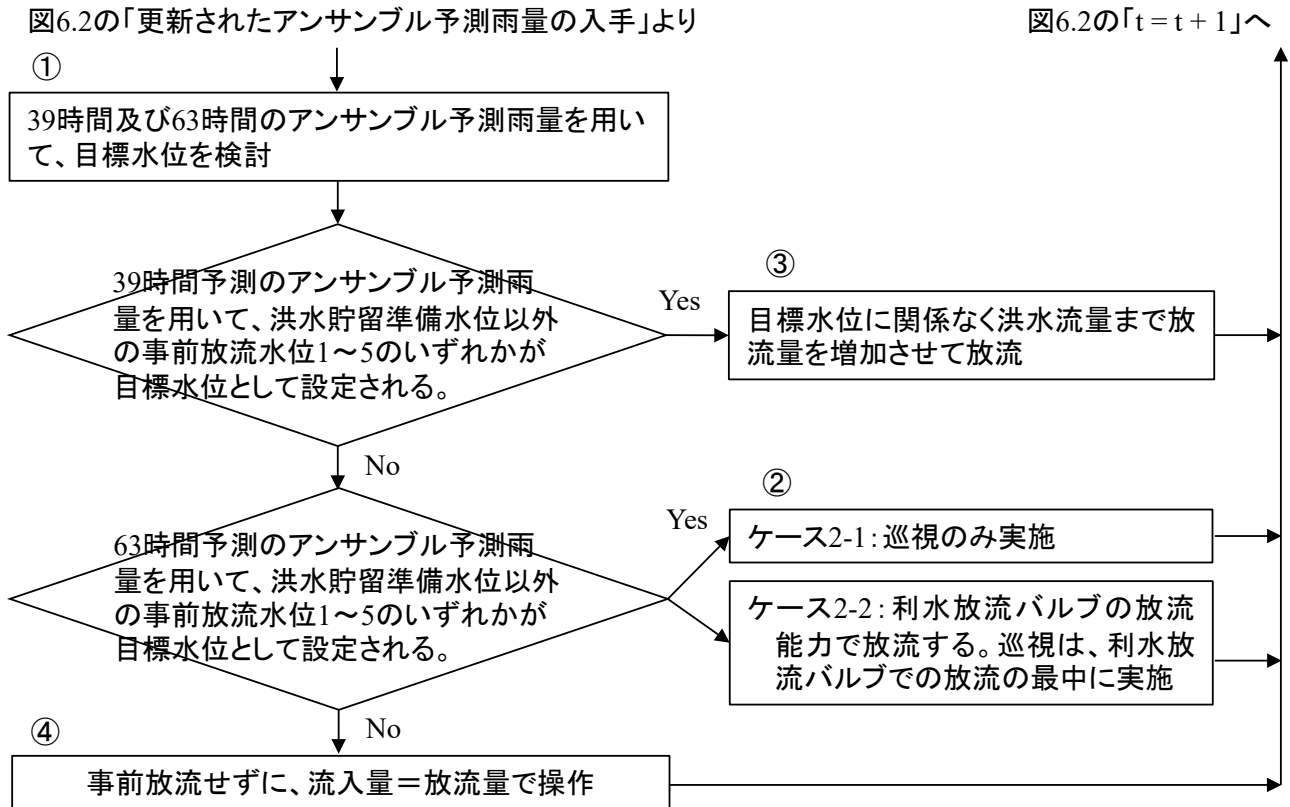 図6.2の「更新されたアンサンブル予測雨量の入手」より
図6.2の「t = t + 1」へ
①
39時間及び63時間のアンサンブル予測雨量を用い
て、目標水位を検討
39時間予測のアンサンブル予測雨
量を用いて、洪水貯留準備水位以外
の事前放流水位1～5のいずれかが
目標水位として設定される。
Yes
③
目標水位に関係なく洪水流量まで放
流量を増加させて放流
No
63時間予測のアンサンブル予測雨
量を用いて、洪水貯留準備水位以外
の事前放流水位1～5のいずれかが
目標水位として設定される。
Yes
②
ケース2-1：巡視のみ実施
ケース2-2：利水放流バルブの放流
能力で放流する。巡視は、利水放
流バルブでの放流の最中に実施
No
④
事前放流せずに、流入量＝放流量で操作